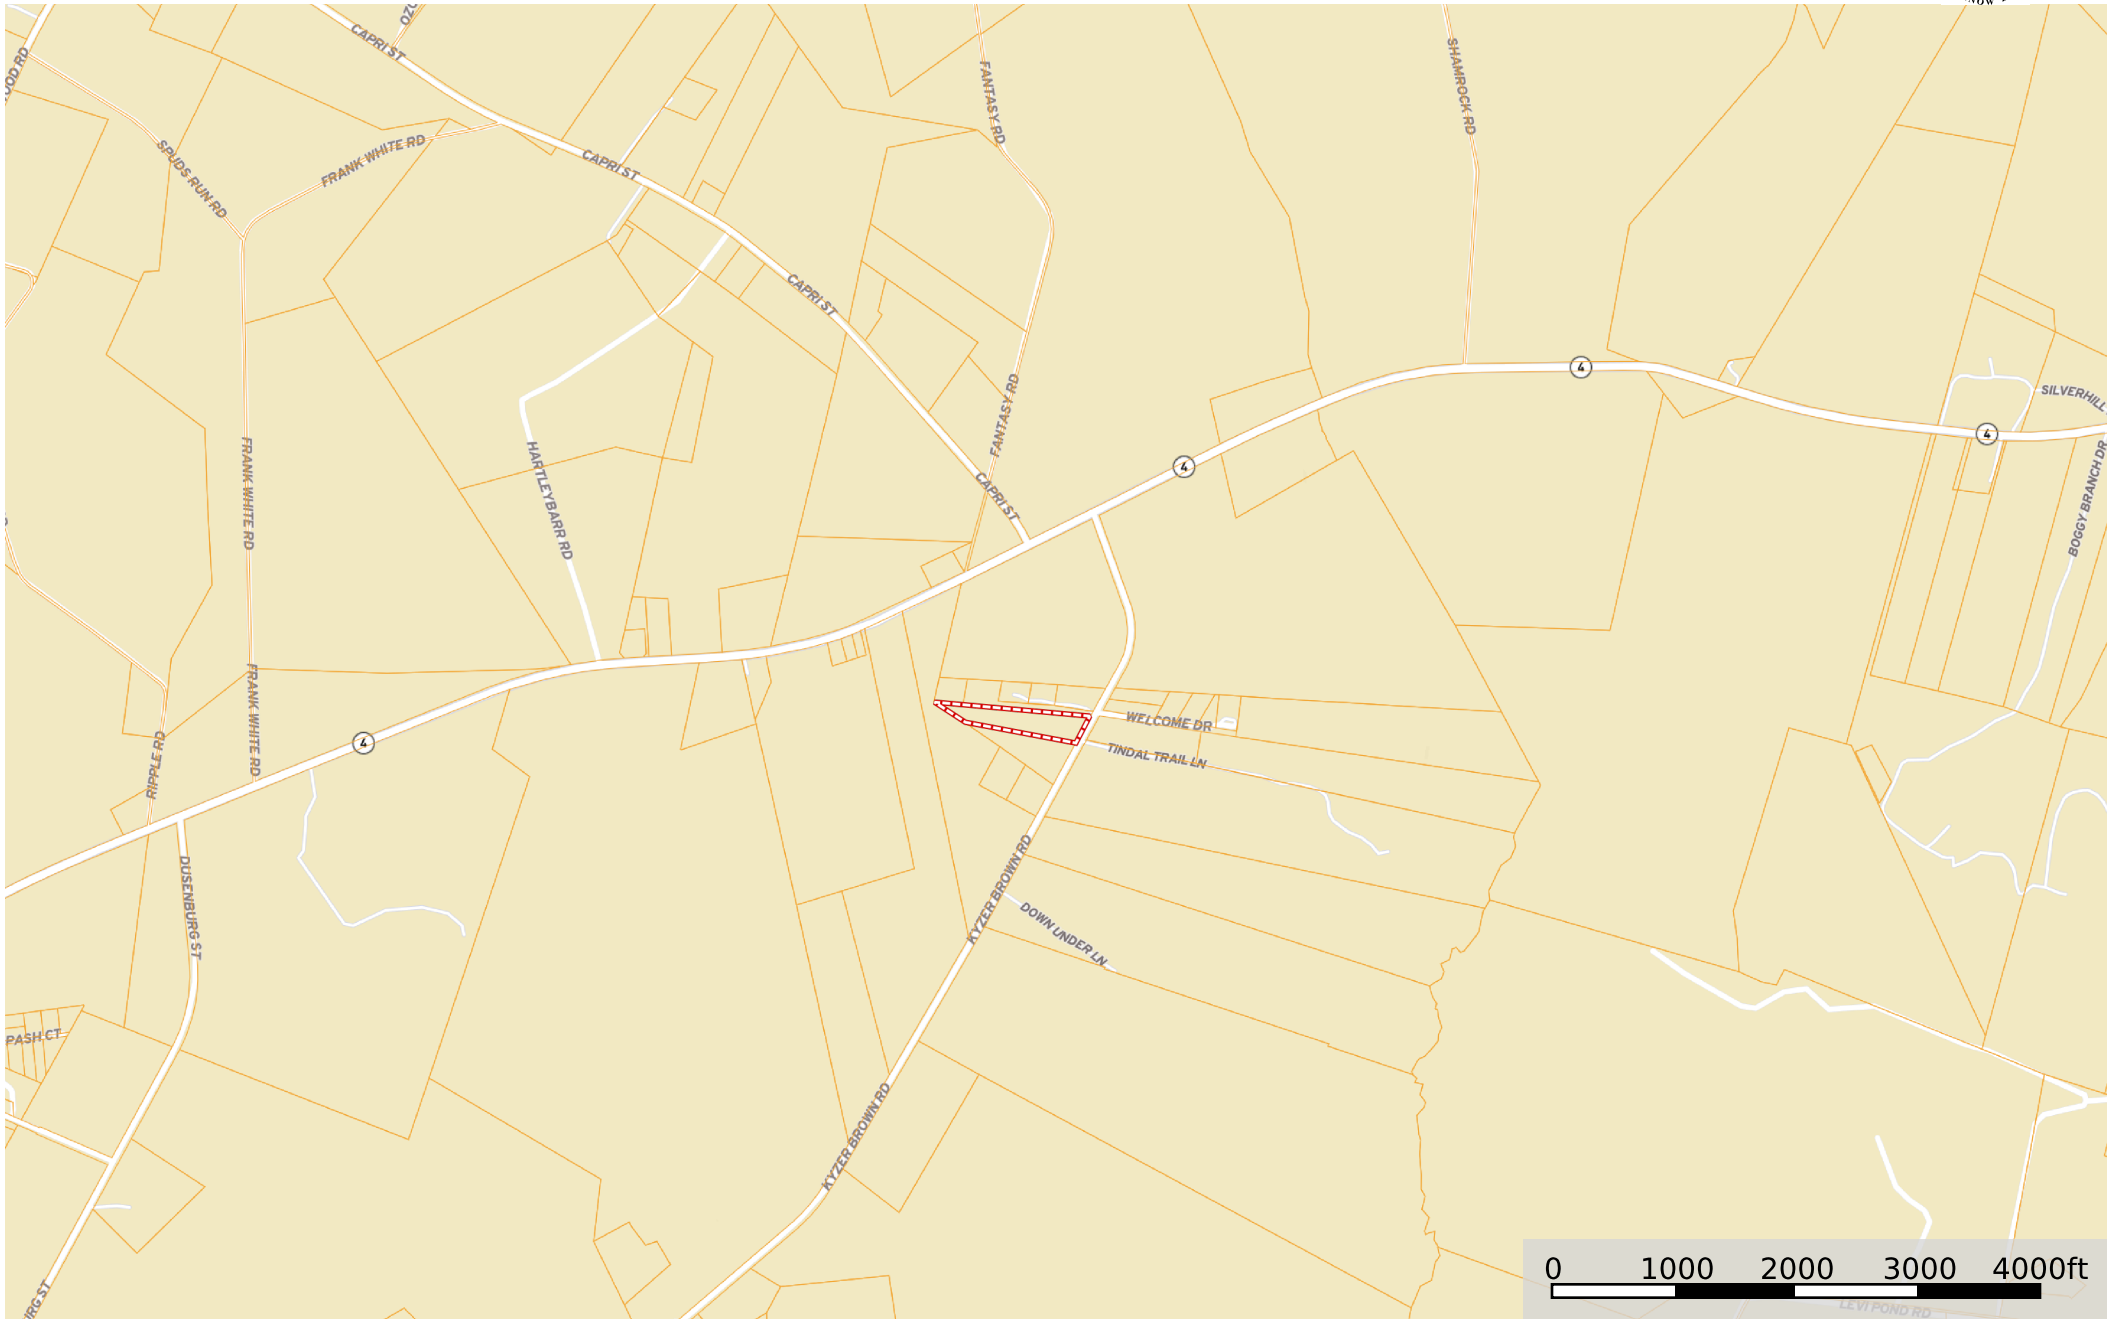 NOW
CAPRI ST
FANTASY RD
SHAMROCK RD
FRANK WHITE RD
SPUDS RUN RD
CAPRI ST
CAPRI ST
4
SILVERHILL
FANTASY RD
4
4
HARTLEYBARR RD
FRANK WHITE RD
CAPRI ST
BOGGY BRANCH DR
FRANK WHITE RD
WELCOME DR
TINDAL TRAIL LN
4
RIPPLE RD
DUSENBURG ST
KYZER BROWN RD
DOWN UNDER LN
PASH CT
KYZER BROWN RD
0 1000 2000 3000 4000ft
LEVI POND RD